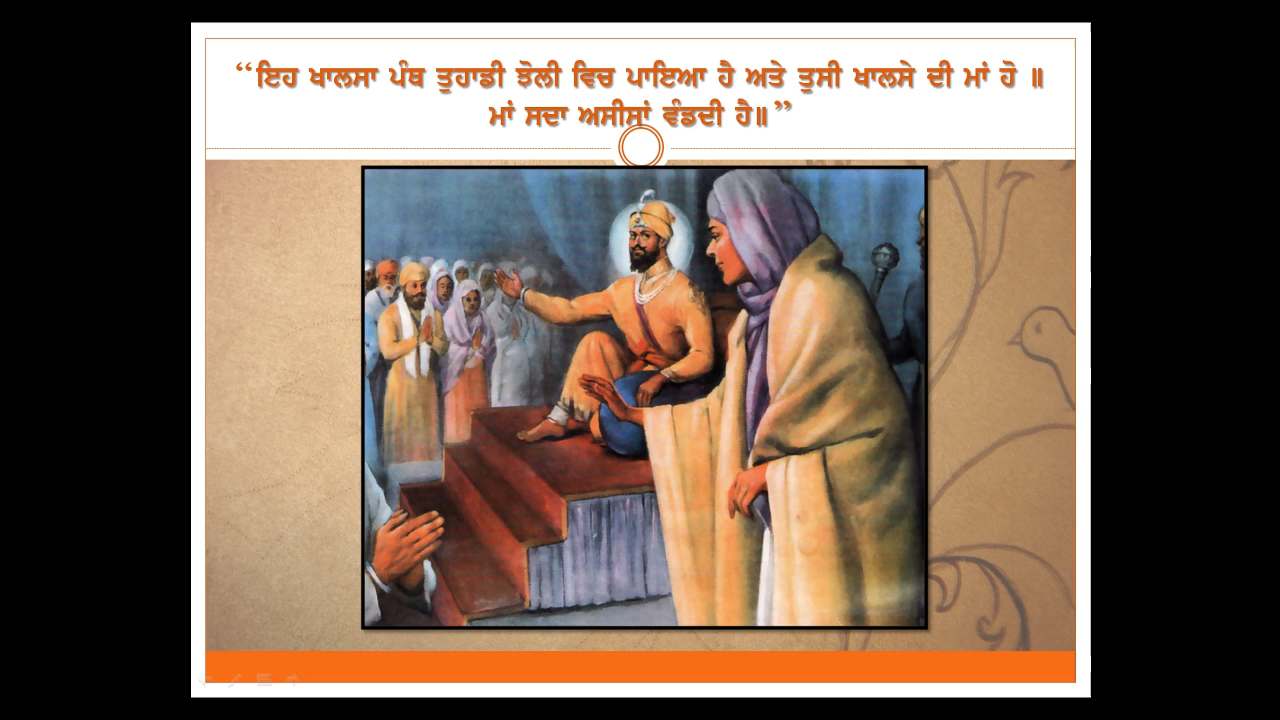 “ਇਹ ਖਾਲਸਾ ਪੰਥ ਤੁਹਾਡੀ ਝੋਲੀ ਵਿਚ ਪਾਇਆ ਹੈ ਅਤੇ ਤੁਸੀ ਖਾਲਸੇ ਦੀ ਮਾਂ ਹੋ ॥
ਮਾਂ ਸਦਾ ਅਸੀਸਾਂ ਵੰਡਦੀ ਹੈ॥”